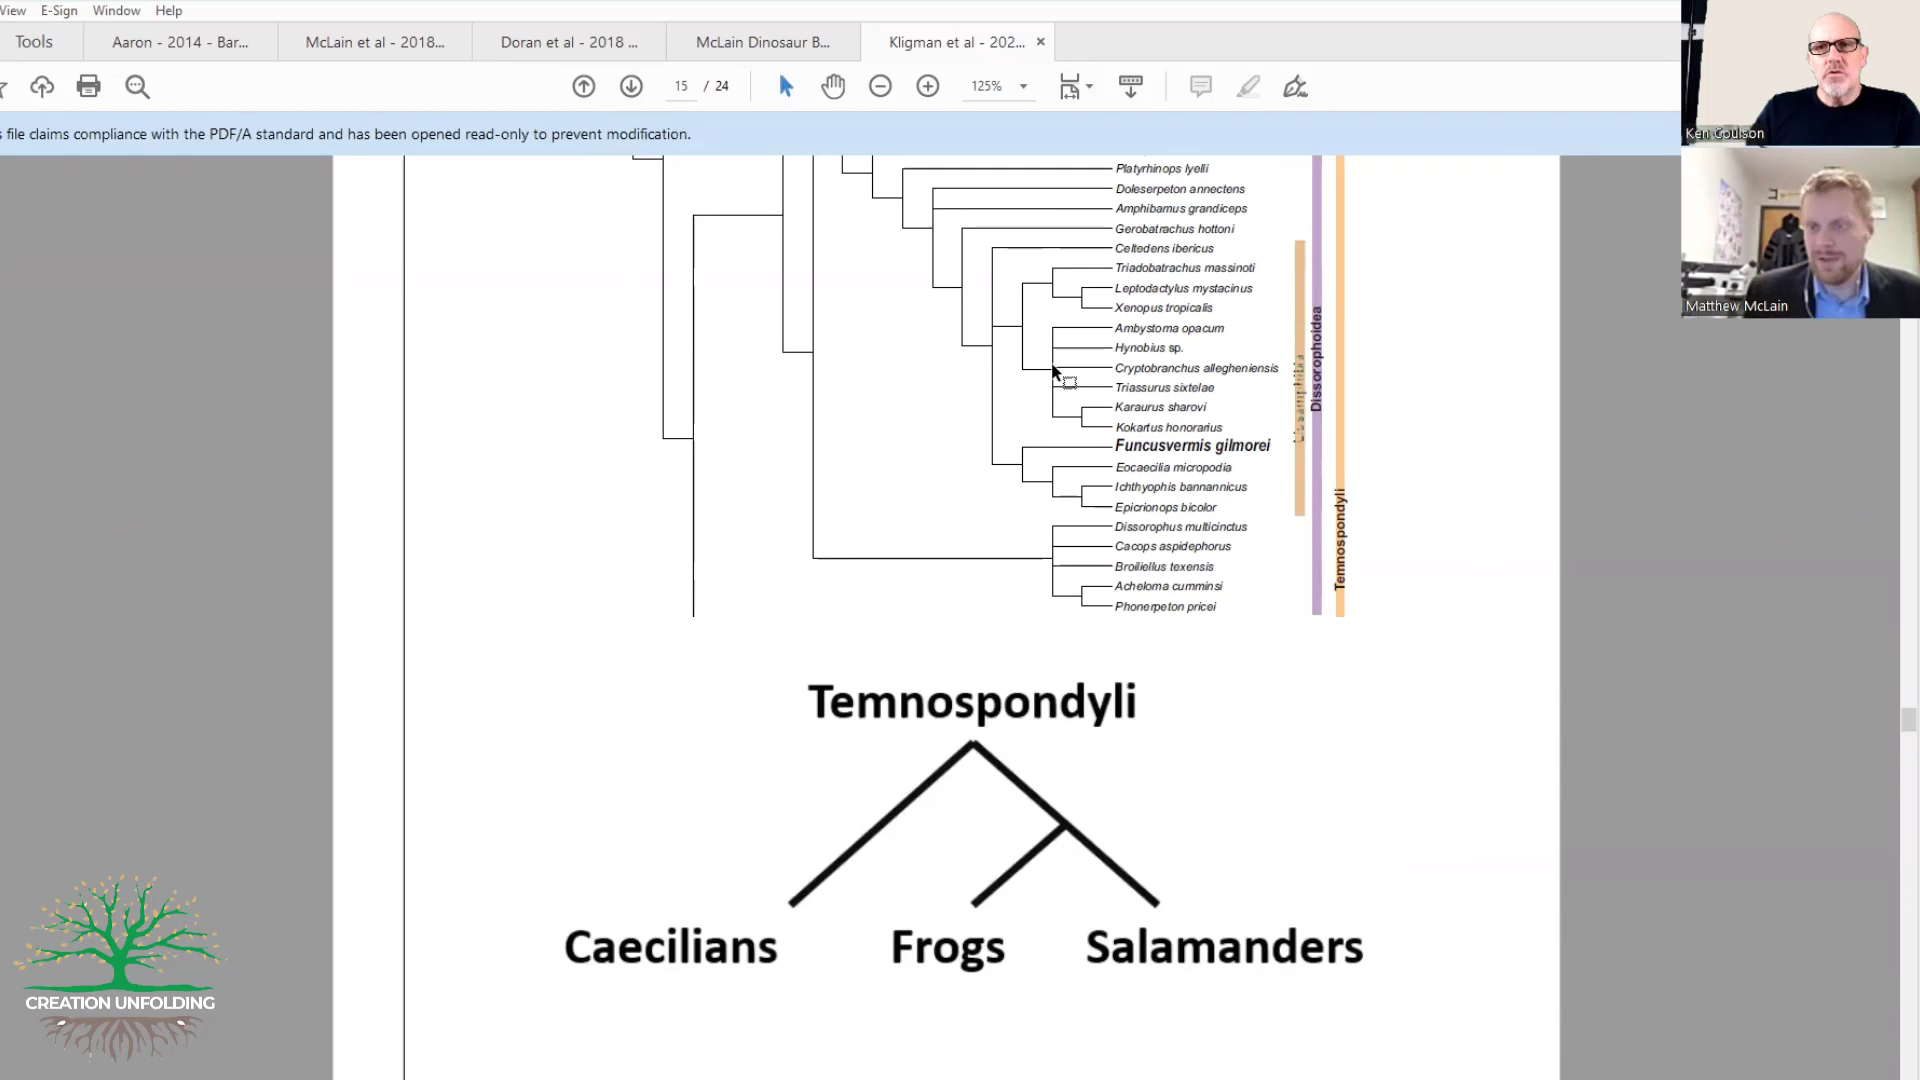 View E-Sign Window Help
Tools Aaron - 2014 - Bar... McLain et al - 2018... Doran et al - 2018 ... McLain Dinosaur B... Kligman et al - 202... ×
15 / 24 125%
file claims compliance with the PDF/A standard and has been opened read-only to prevent modification.
Ken Coulson
Matthew McLain
Platyrhinops lyelli
Doleserpeton annectens
Amphibamus grandiceps
Gerobatrachus hottoni
Celtedens ibericus
Triadobatrachus massinoti
Leptodactylus mystacinus
Xenopus tropicalis
Ambystoma opacum
Hynobius sp.
Cryptobranchus allegheniensis
Triassurus sixtelae
Karaurus sharovi
Kokartus honorarius
Funcusvermis gilmorei
Eocaecilia micropodia
Ichthyophis bannannicus
Epicrionops bicolor
Dissorophus multicinctus
Cacops aspidephorus
Broiliellus texensis
Acheloma cumminsi
Phonerpeton pricei
Dissorophoidea
Temnospondyli
Temnospondyli
Caecilians Frogs Salamanders
CREATION UNFOLDING